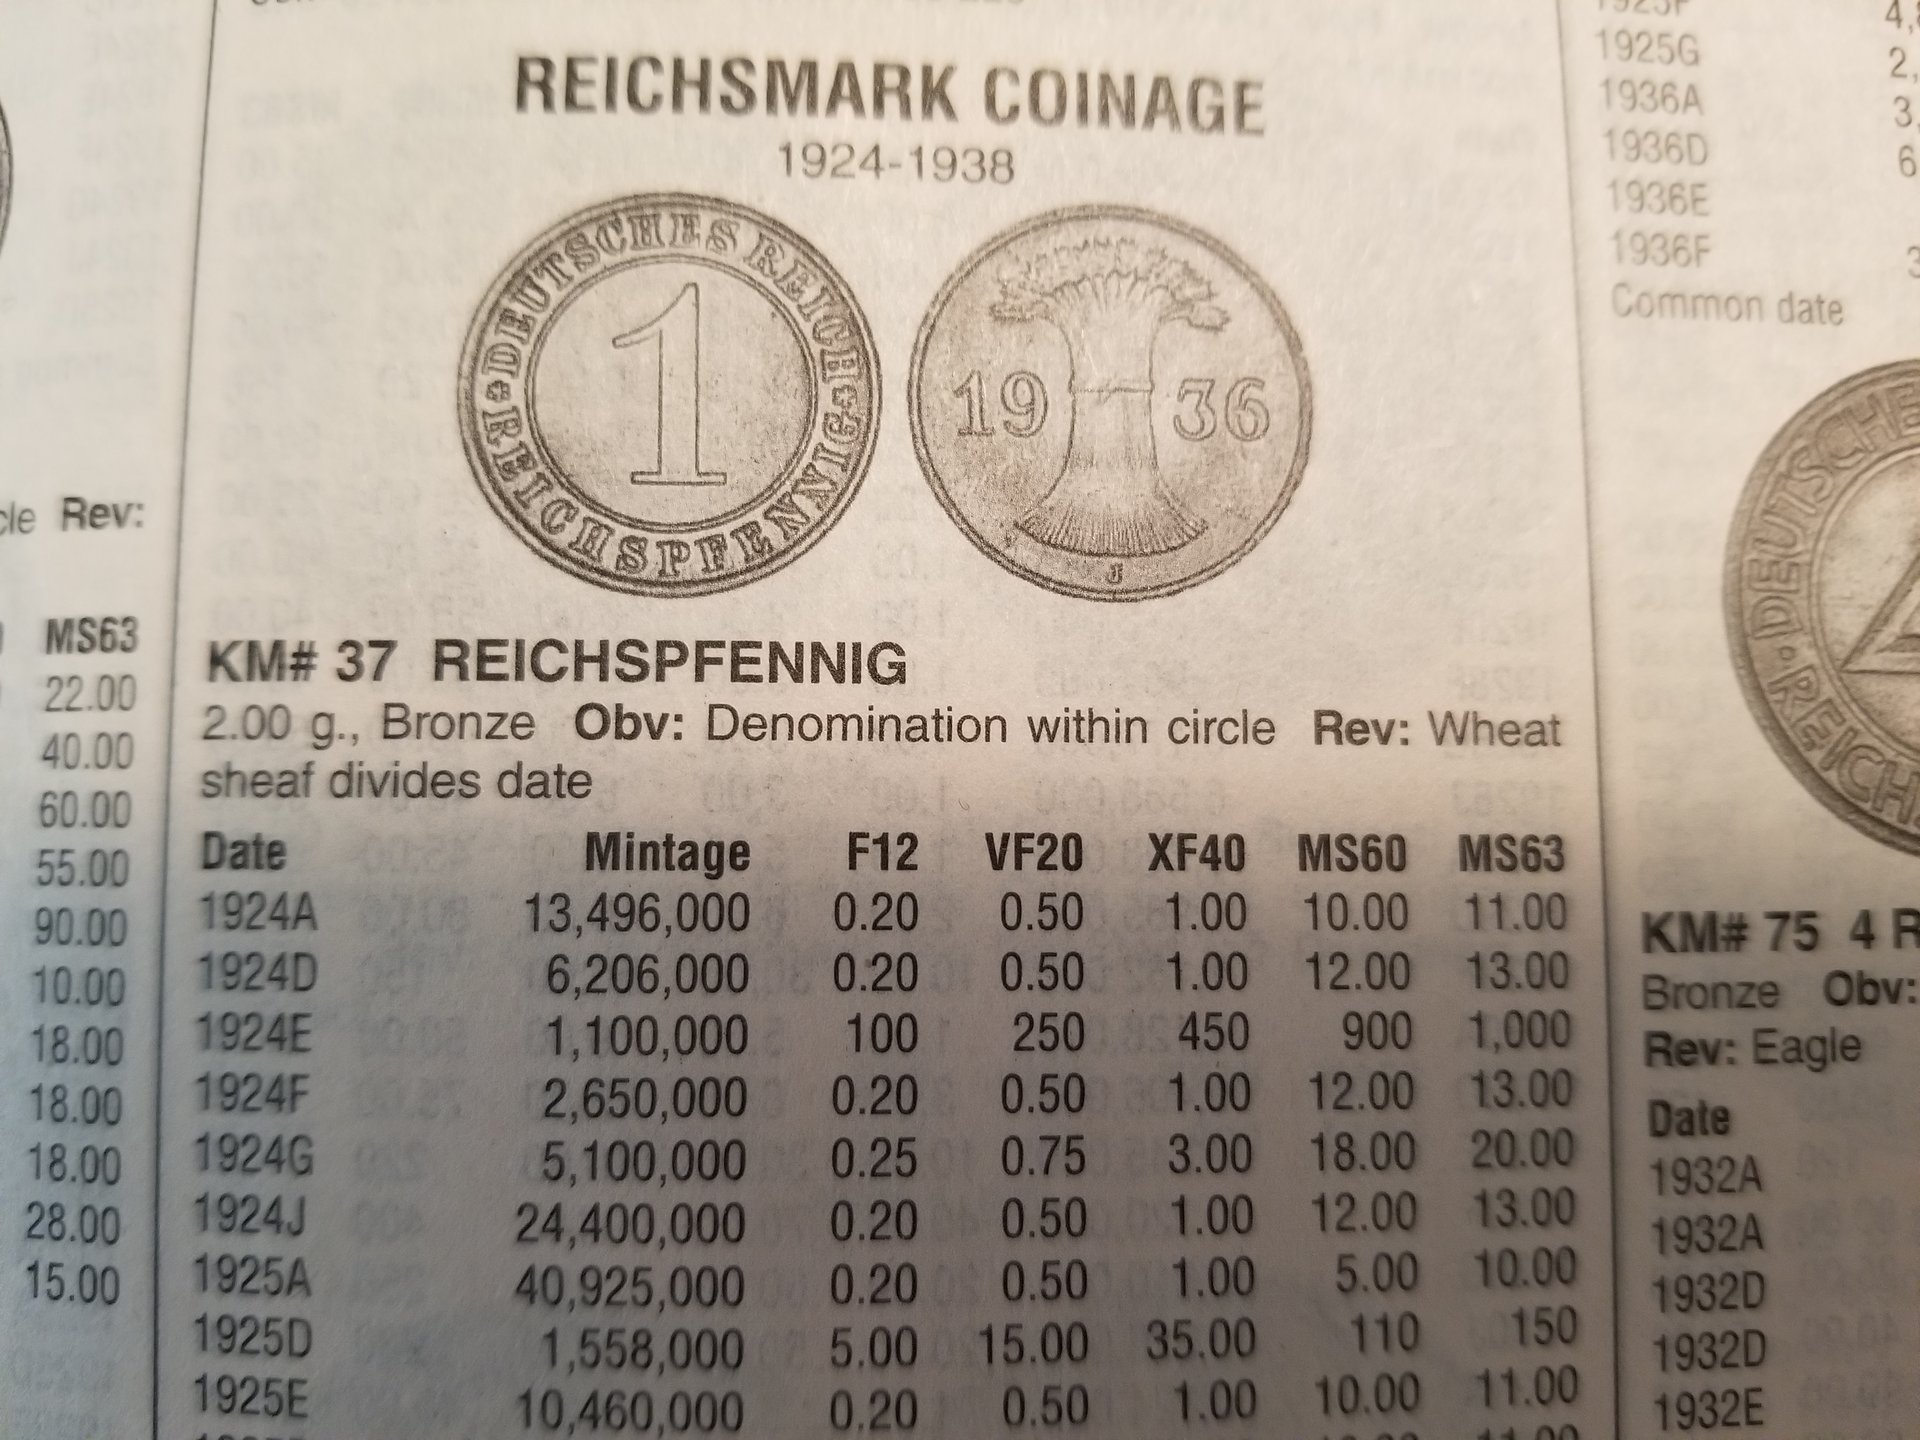 cle Rev:
MS63
22.00
40.00
60.00
55.00
90.00
10.00
18.00
18.00
18.00
28.00
15.00
REICHSMARK COINAGE
1924-1938
DEUTSCHES REICH
REICHSPFENNIG
1
19 36
J
KM# 37 REICHSPFENNIG
2.00 g., Bronze Obv: Denomination within circle Rev: Wheat
sheaf divides date
Date Mintage F12 VF20 XF40 MS60 MS63
1924A 13,496,000 0.20 0.50 1.00 10.00 11.00
1924D 6,206,000 0.20 0.50 1.00 12.00 13.00
1924E 1,100,000 100 250 450 900 1,000
1924F 2,650,000 0.20 0.50 1.00 12.00 13.00
1924G 5,100,000 0.25 0.75 3.00 18.00 20.00
1924J 24,400,000 0.20 0.50 1.00 12.00 13.00
1925A 40,925,000 0.20 0.50 1.00 5.00 10.00
1925D 1,558,000 5.00 15.00 35.00 110 150
1925E 10,460,000 0.20 0.50 1.00 10.00 11.00
1925F 4,
1925G 2,
1936A 3,
1936D 6
1936E
1936F 3
Common date
DEUTSCHE
REICH
KM# 75 4 R
Bronze Obv:
Rev: Eagle
Date
1932A
1932A
1932D
1932D
1932E